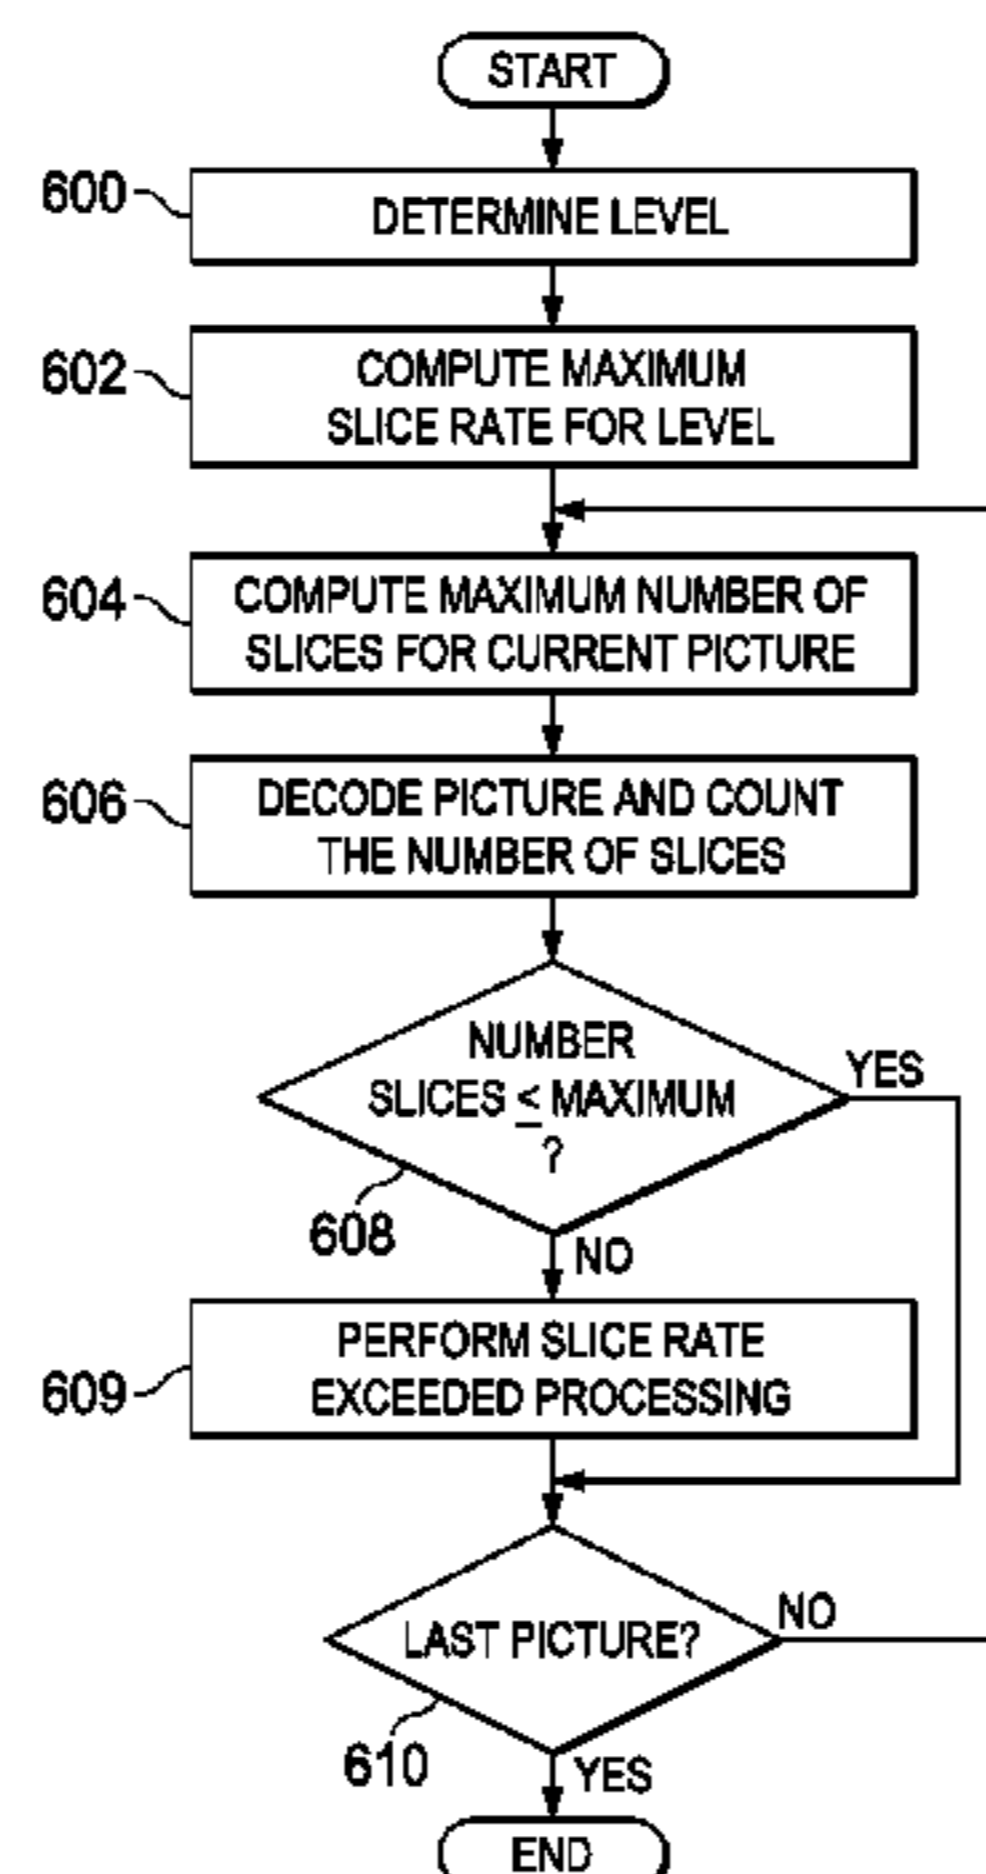 START
600
DETERMINE LEVEL
602
COMPUTE MAXIMUM
SLICE RATE FOR LEVEL
604
COMPUTE MAXIMUM NUMBER OF
SLICES FOR CURRENT PICTURE
606
DECODE PICTURE AND COUNT
THE NUMBER OF SLICES
NUMBER
SLICES ≤ MAXIMUM
?
YES
608
NO
PERFORM SLICE RATE
EXCEEDED PROCESSING
609
LAST PICTURE?
NO
610
YES
END